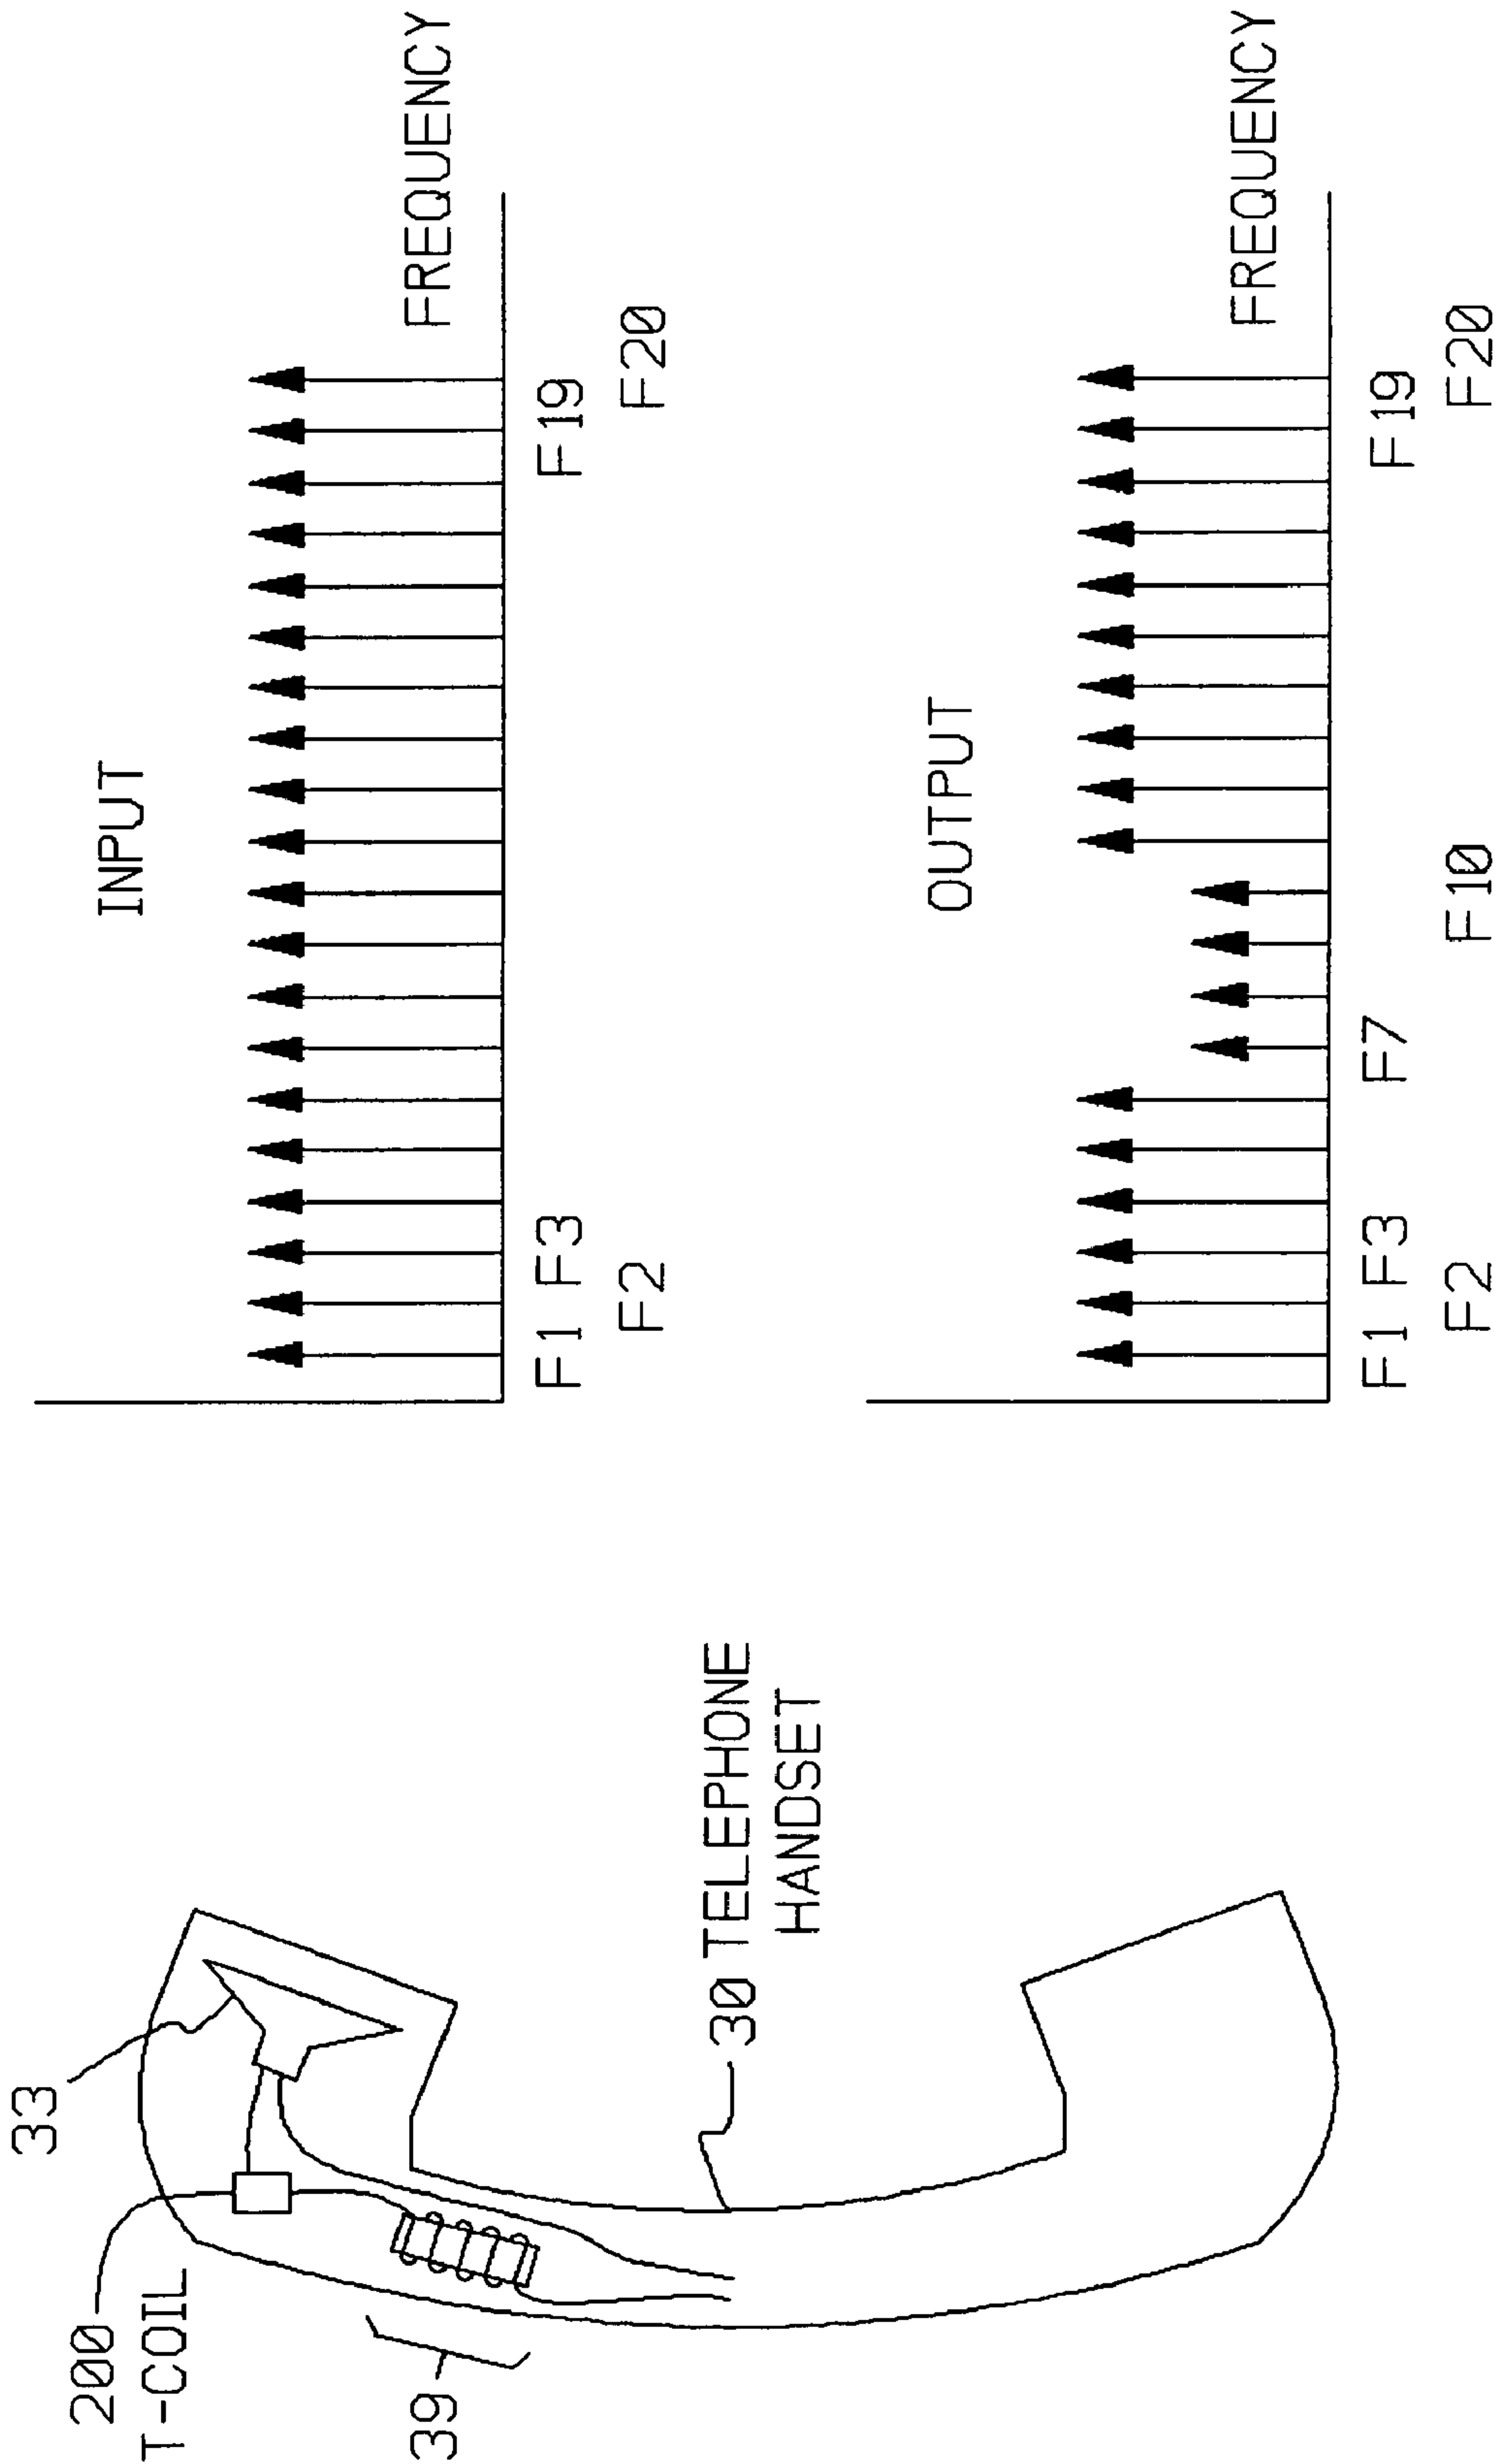 33
200
T-COIL
39
30 TELEPHONE
HANDSET
INPUT
FREQUENCY
F1 F3 F19
F2 F20
OUTPUT
FREQUENCY
F1 F3 F7 F19
F2 F10 F20